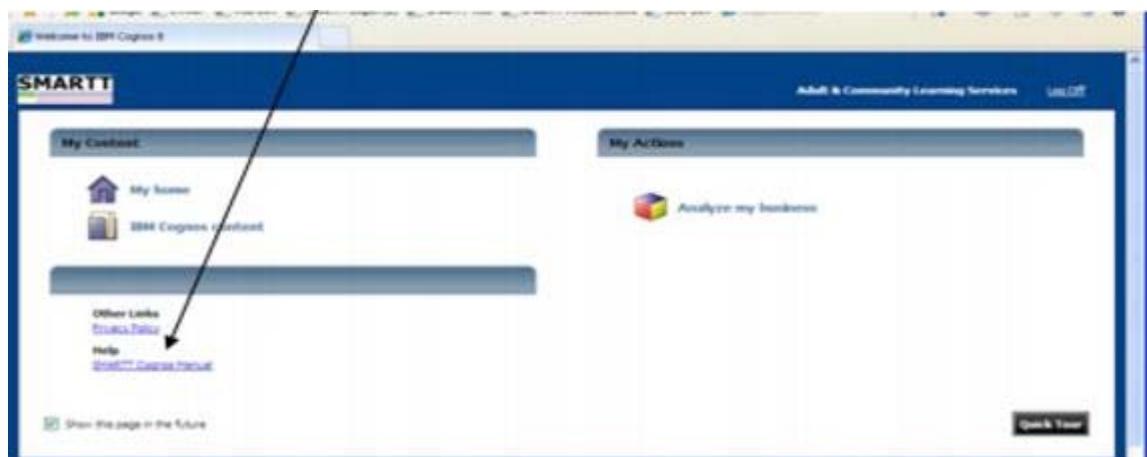 Welcome to IBM Cognos 8
SMARTT
Adult & Community Learning Services Log Off
My Content
My Actions
My home
Analyze my business
IBM Cognos content
Other Links
Privacy Policy
Help
SMARTT Cognos Manual
Show this page in the future
Quick Tour